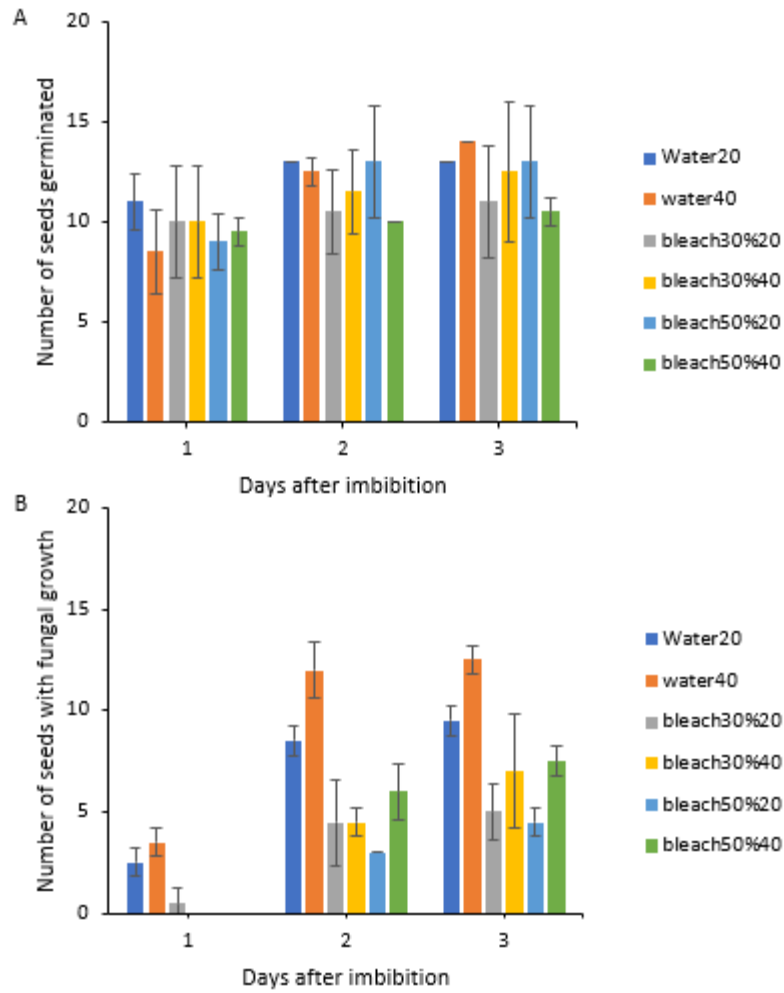 A
Number of seeds germinated
20
15
10
5
0
1 2 3
Days after imbibition
Water20
water40
bleach30%20
bleach30%40
bleach50%20
bleach50%40
B
Number of seeds with fungal growth
20
15
10
5
0
1 2 3
Days after imbibition
Water20
water40
bleach30%20
bleach30%40
bleach50%20
bleach50%40